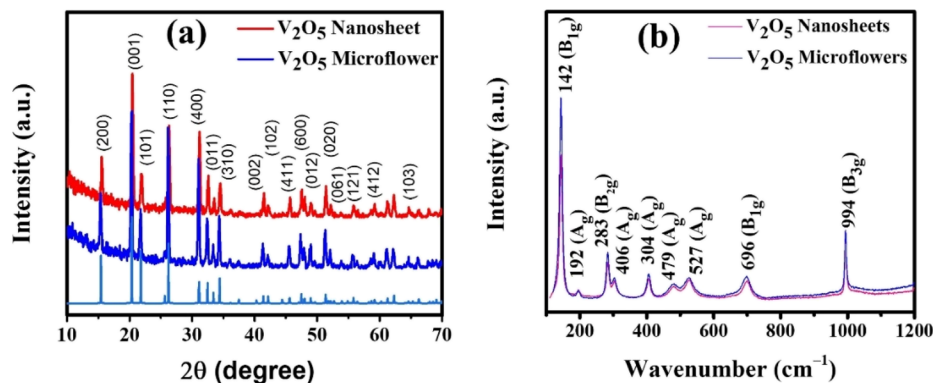 (a)
V₂O₅ Nanosheet
V₂O₅ Microflower
(200)
(001)
(101)
(110)
(400)
(011)
(310)
(002)
(102)
(411)
(600)
(012)
(020)
(061)
(121)
(412)
(103)
Intensity (a.u.)
10 20 30 40 50 60 70
2θ (degree)
(b)
V₂O₅ Nanosheets
V₂O₅ Microflowers
142 (B₁g)
192 (Ag)
283 (B₂g)
406 (Ag)
304 (Ag)
479 (Ag)
527 (Ag)
696 (B₁g)
994 (B₃g)
Intensity (a.u.)
200 400 600 800 1000 1200
Wavenumber (cm⁻¹)